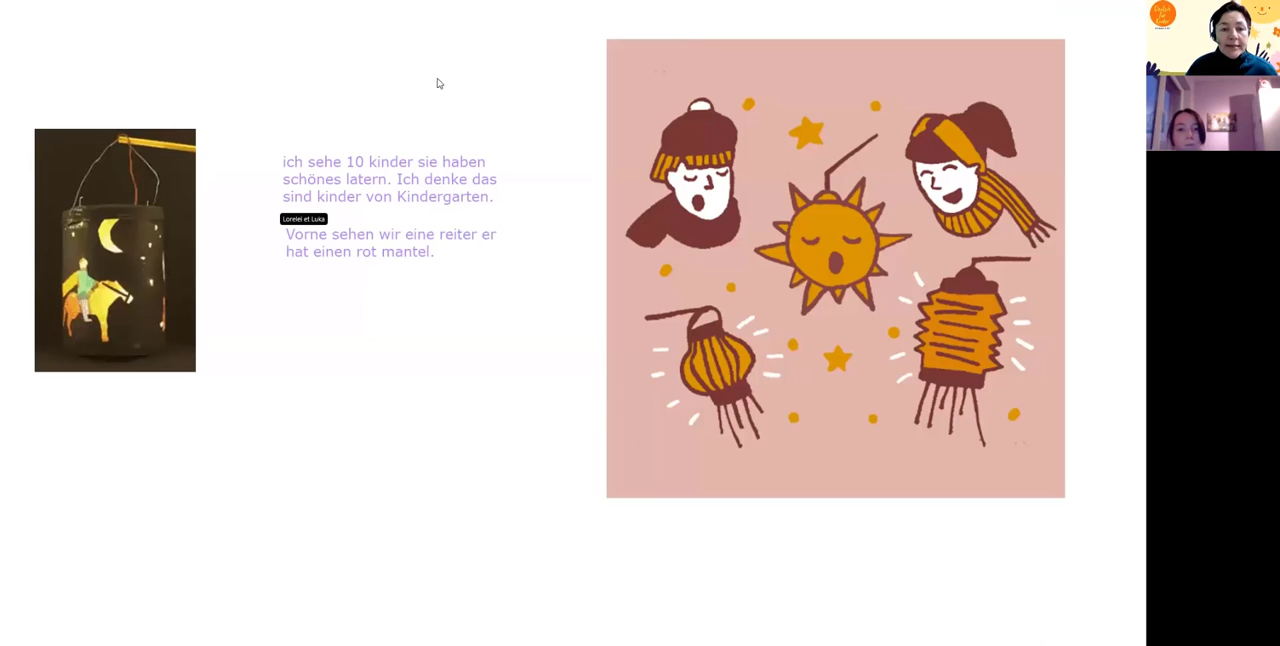 ich sehe 10 kinder sie haben
schönes latern. Ich denke das
sind kinder von Kindergarten.
Lorelei et Luka
Vorne sehen wir eine reiter er
hat einen rot mantel.